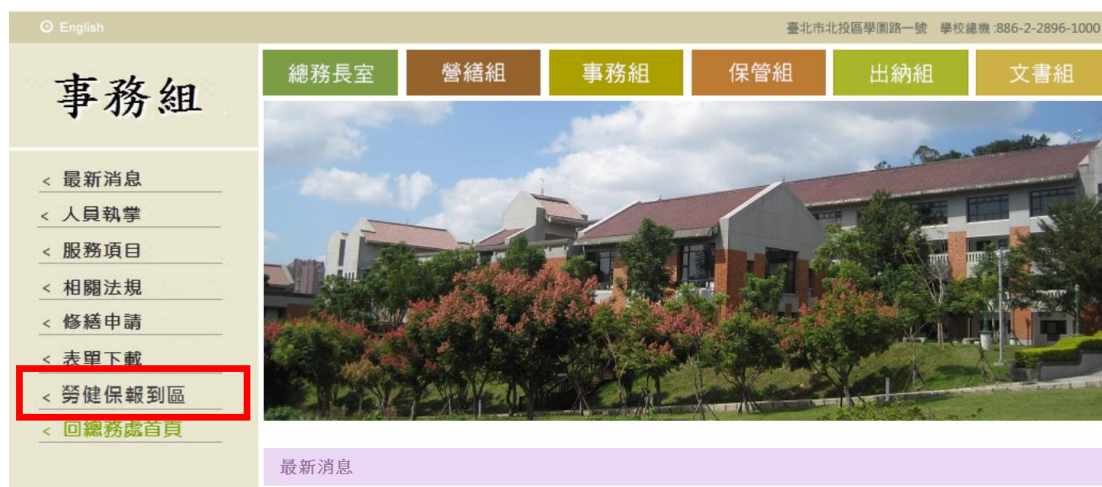 English
臺北市北投區學園路一號 學校總機 :886-2-2896-1000
事務組
總務長室 營繕組 事務組 保管組 出納組 文書組
< 最新消息
< 人員執掌
< 服務項目
< 相關法規
< 修繕申請
< 表單下載
< 勞健保報到區
< 回總務處首頁
最新消息